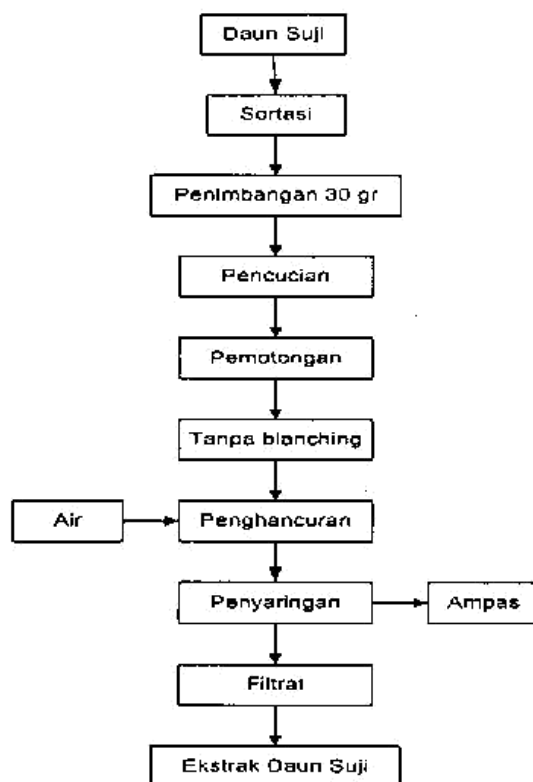 Daun Suji
Sortasi
Penimbangan 30 gr
Pencucian
Pemotongan
Tanpa blanching
Air
Penghancuran
Penyaringan
Ampas
Filtrat
Ekstrak Daun Suji